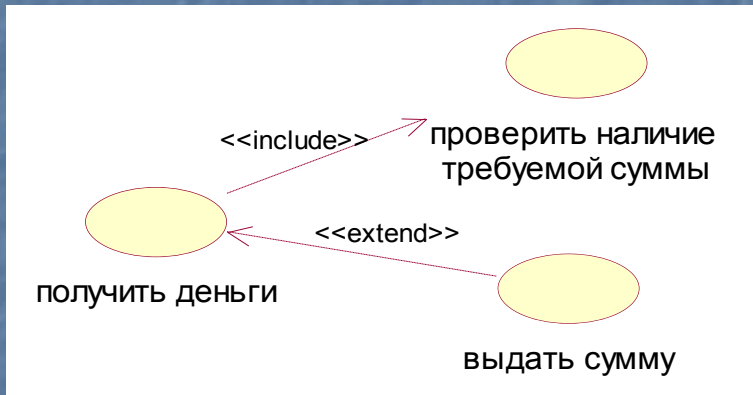 <<include>>
проверить наличие
требуемой суммы
<<extend>>
получить деньги
выдать сумму